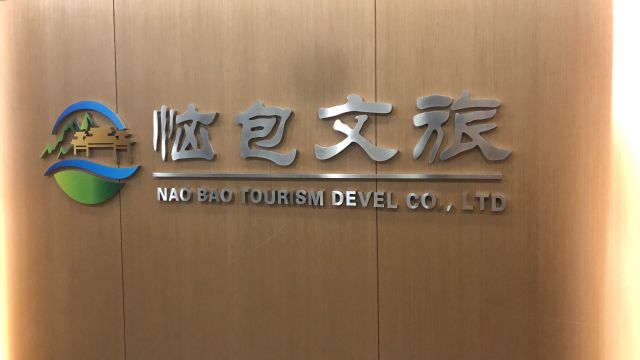 恼包文旅
NAO BAO TOURISM DEVEL CO., LTD